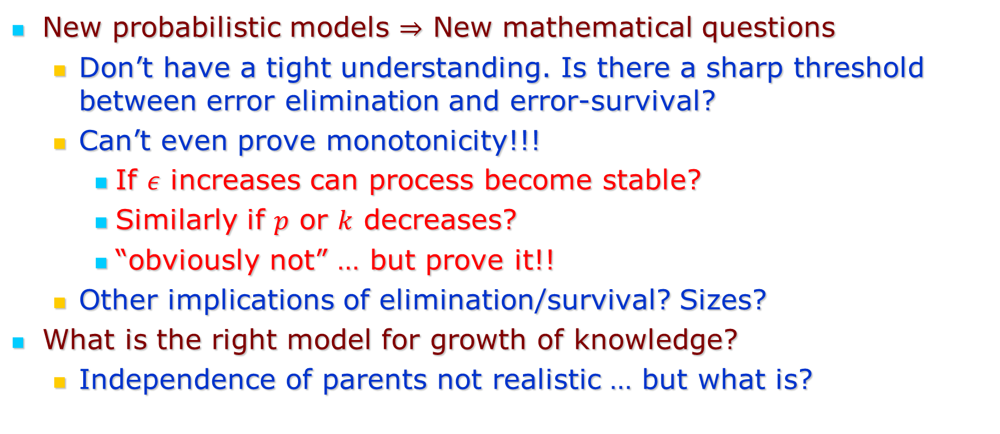 New probabilistic models ⇒ New mathematical questions
Don’t have a tight understanding. Is there a sharp threshold
between error elimination and error-survival?
Can’t even prove monotonicity!!!
If 𝜖 increases can process become stable?
Similarly if 𝑝 or 𝑘 decreases?
“obviously not” … but prove it!!
Other implications of elimination/survival? Sizes?
What is the right model for growth of knowledge?
Independence of parents not realistic … but what is?